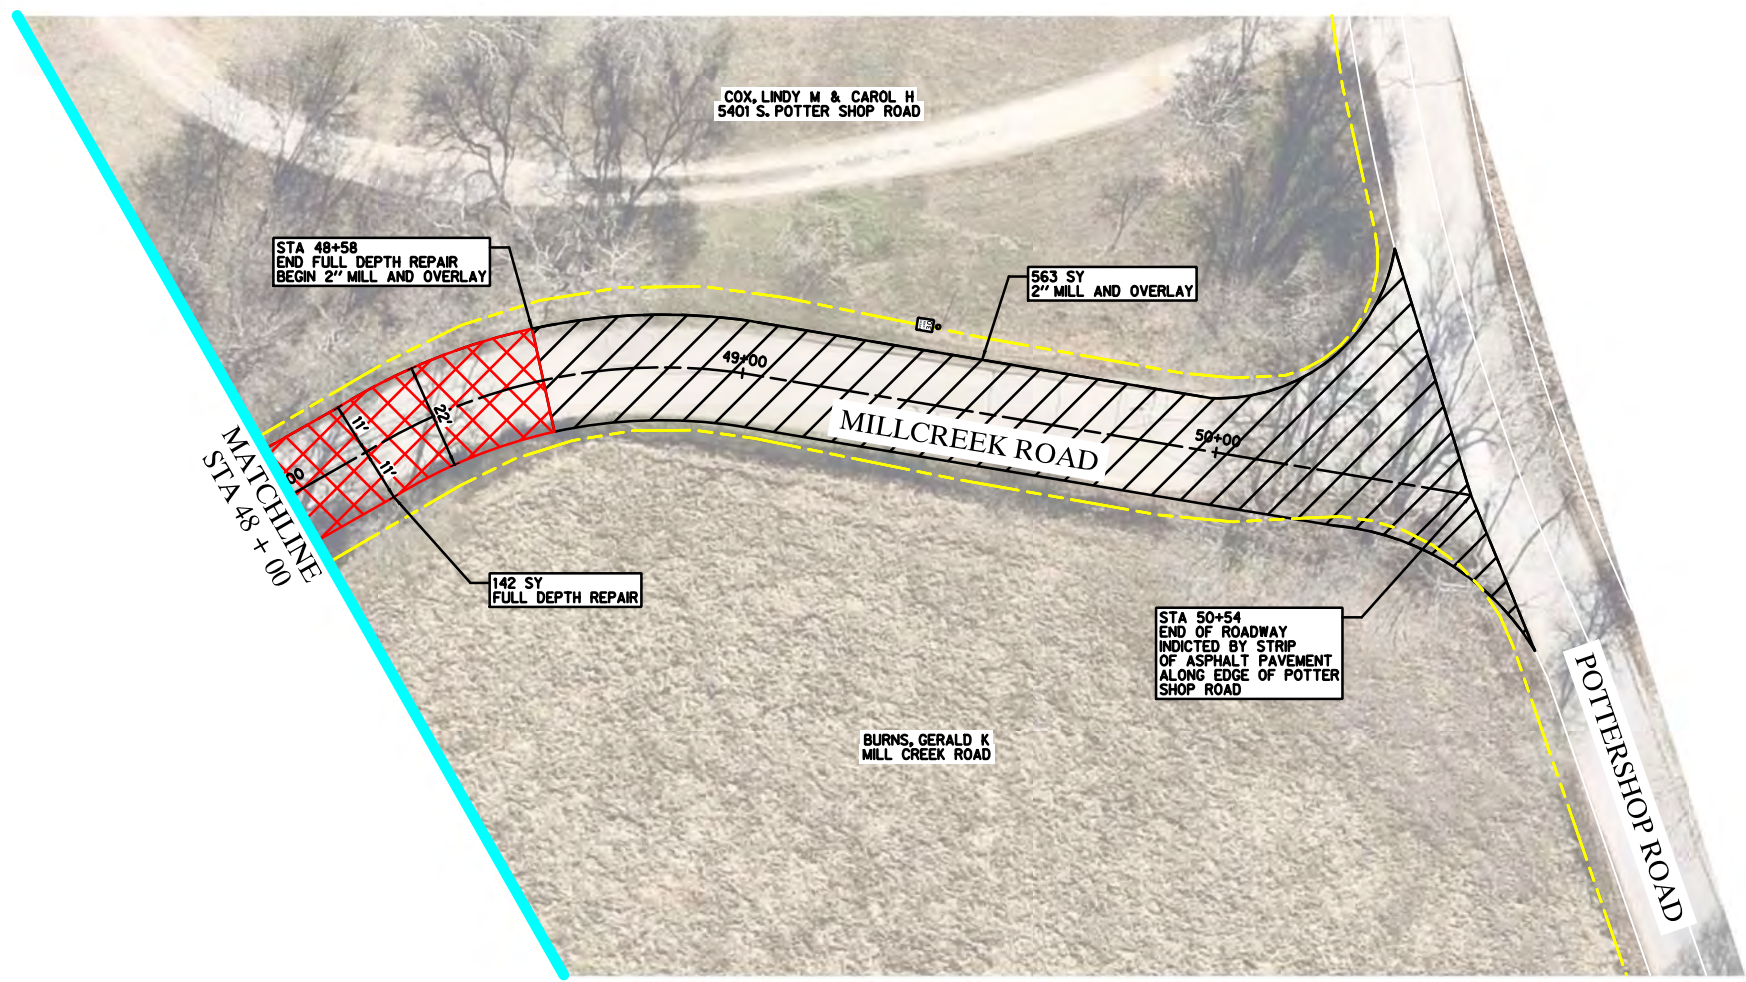 COX, LINDY M & CAROL H
5401 S. POTTER SHOP ROAD
STA 48+58
END FULL DEPTH REPAIR
BEGIN 2" MILL AND OVERLAY
563 SY
2" MILL AND OVERLAY
49+00
50+00
MILLCREEK ROAD
22'
11'
11'
00
MATCHLINE
STA 48 + 00
142 SY
FULL DEPTH REPAIR
STA 50+54
END OF ROADWAY
INDICTED BY STRIP
OF ASPHALT PAVEMENT
ALONG EDGE OF POTTER
SHOP ROAD
BURNS, GERALD K
MILL CREEK ROAD
POTTERSHOP ROAD